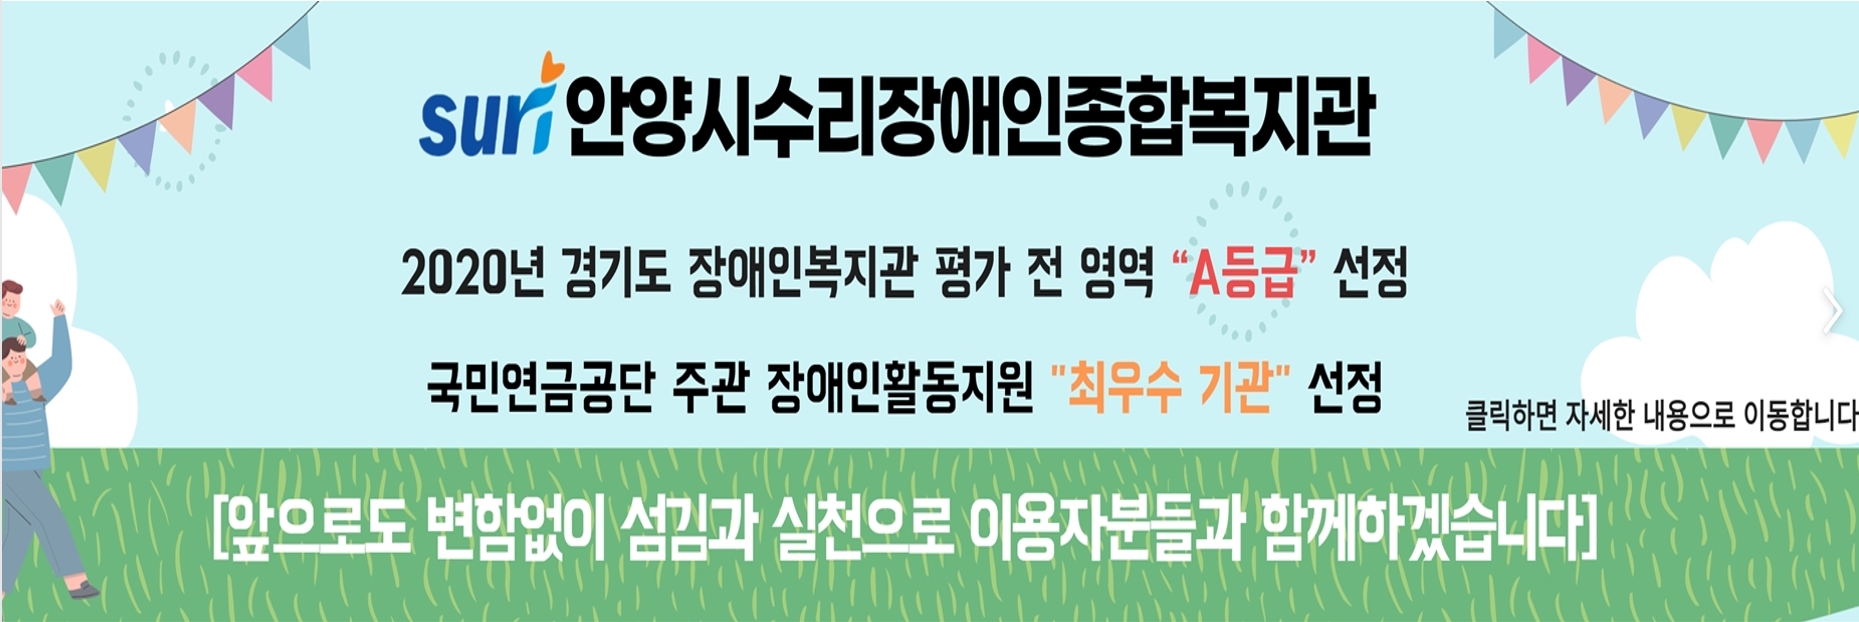 suri 안양시수리장애인종합복지관
2020년 경기도 장애인복지관 평가 전 영역 “A등급” 선정
국민연금공단 주관 장애인활동지원 "최우수 기관" 선정
클릭하면 자세한 내용으로 이동합니다
[앞으로도 변함없이 섬김과 실천으로 이용자분들과 함께하겠습니다]